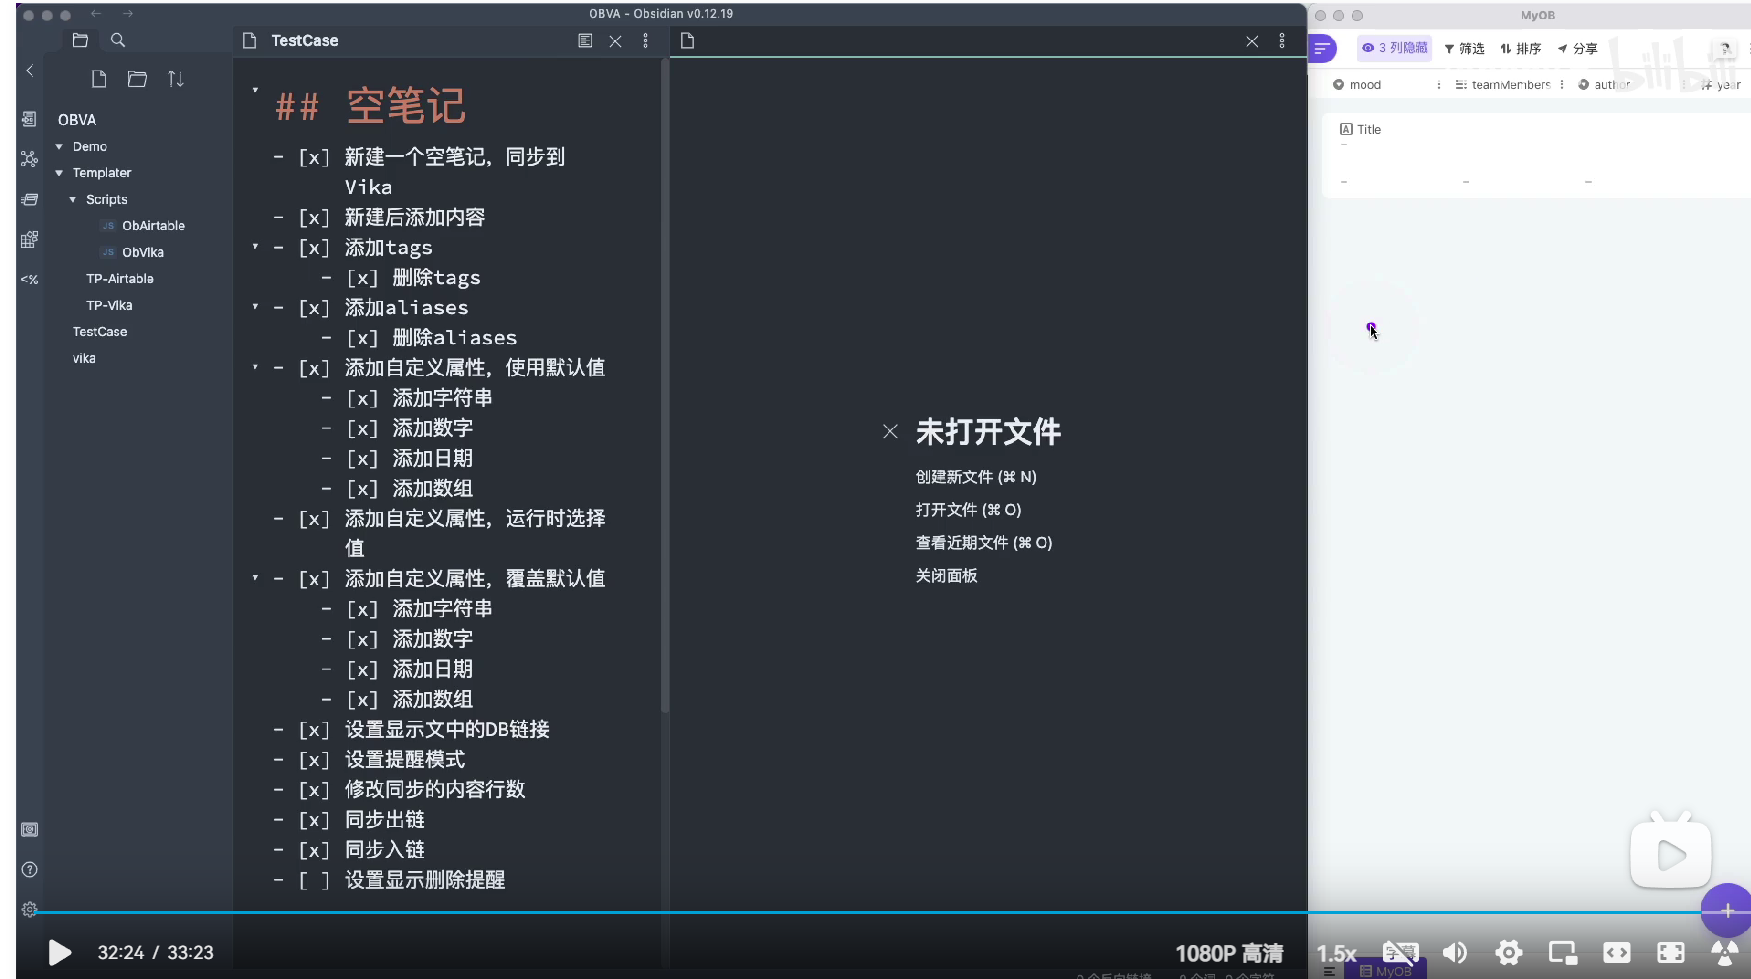 OBVA - Obsidian v0.12.19
MyOB
TestCase
3 列隐藏
筛选
排序
分享
bilibili
mood
teamMembers
author
year
OBVA
Demo
Templater
Scripts
JS ObAirtable
JS ObVika
TP-Airtable
TP-Vika
TestCase
vika
<%
## 空笔记
- [x] 新建一个空笔记，同步到
Vika
- [x] 新建后添加内容
- [x] 添加tags
- [x] 删除tags
- [x] 添加aliases
- [x] 删除aliases
- [x] 添加自定义属性，使用默认值
- [x] 添加字符串
- [x] 添加数字
- [x] 添加日期
- [x] 添加数组
- [x] 添加自定义属性，运行时选择
值
- [x] 添加自定义属性，覆盖默认值
- [x] 添加字符串
- [x] 添加数字
- [x] 添加日期
- [x] 添加数组
- [x] 设置显示文中的DB链接
- [x] 设置提醒模式
- [x] 修改同步的内容行数
- [x] 同步出链
- [x] 同步入链
- [ ] 设置显示删除提醒
未打开文件
创建新文件 (⌘ N)
打开文件 (⌘ O)
查看近期文件 (⌘ O)
关闭面板
A Title
–
– – –
32:24 / 33:23
1080P 高清
1.5x
字幕
MyOB